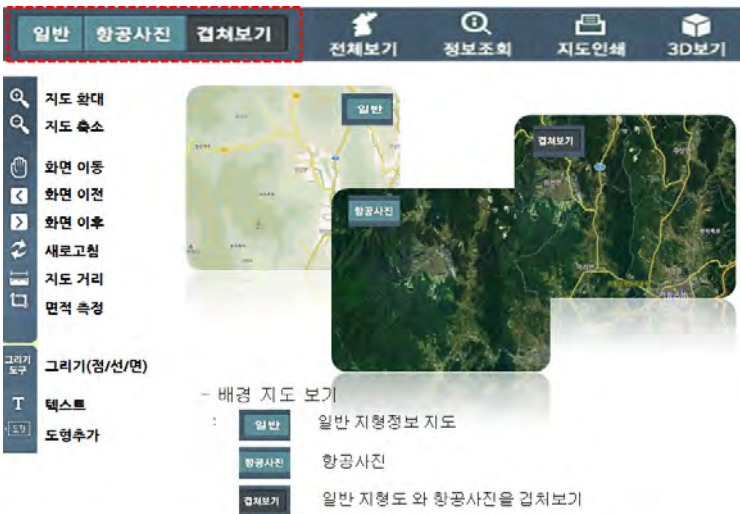 일반 항공사진 겹쳐보기 전체보기 정보조회 지도인쇄 3D보기
지도 확대
지도 축소
화면 이동
화면 이전
화면 이후
새로고침
지도 거리
면적 측정
그리기
도구
그리기(점/선/면)
T 텍스트
도형 도형추가
일반
항공사진
겹쳐보기
- 배경 지도 보기
: 일반 일반 지형정보 지도
항공사진 항공사진
겹쳐보기 일반 지형도 와 항공사진을 겹쳐보기